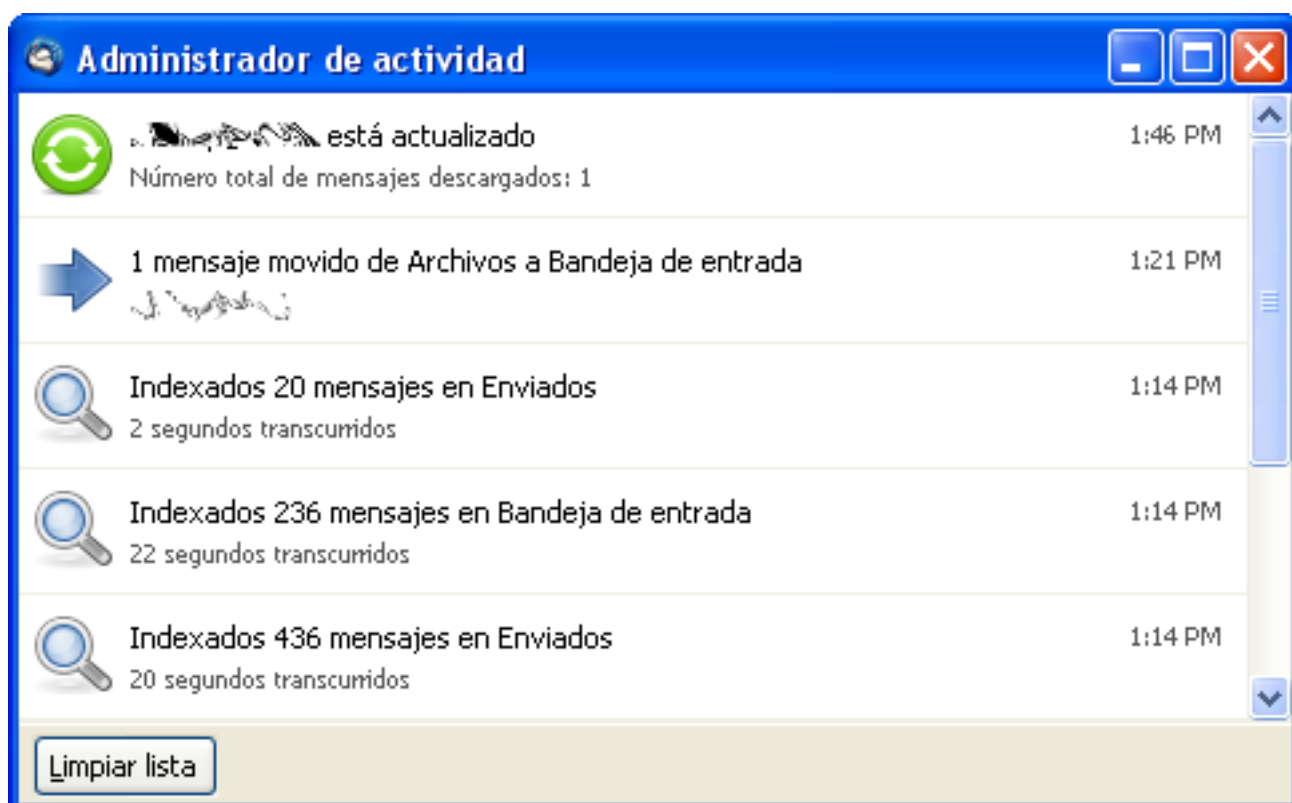 Administrador de actividad
está actualizado
1:46 PM
Número total de mensajes descargados: 1
1 mensaje movido de Archivos a Bandeja de entrada
1:21 PM
Indexados 20 mensajes en Enviados
1:14 PM
2 segundos transcurridos
Indexados 236 mensajes en Bandeja de entrada
1:14 PM
22 segundos transcurridos
Indexados 436 mensajes en Enviados
1:14 PM
20 segundos transcurridos
Limpiar lista